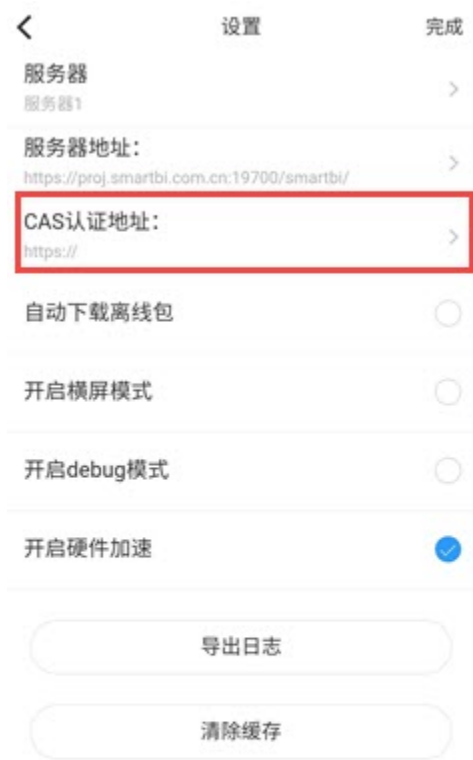 设置
完成
服务器
服务器1
服务器地址：
https://proj.smartbi.com.cn:19700/smartbi/
CAS认证地址：
https://
自动下载离线包
开启横屏模式
开启debug模式
开启硬件加速
导出日志
清除缓存